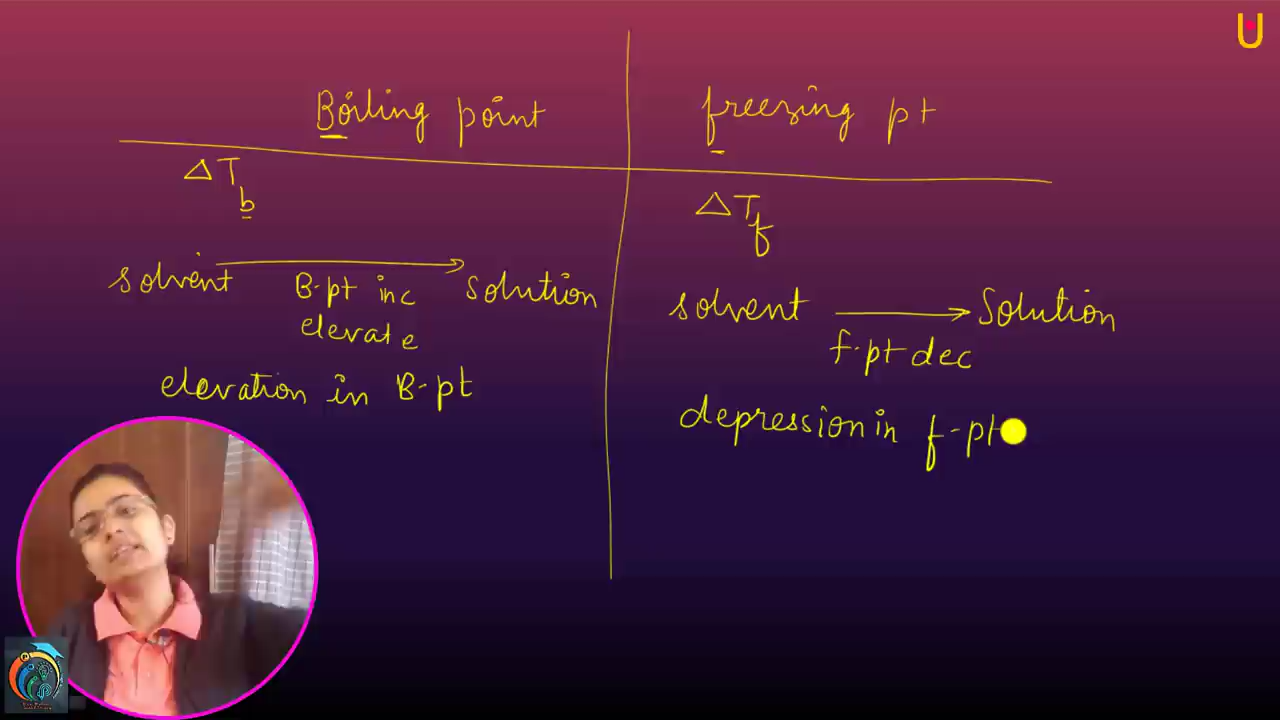 Boiling point
ΔTb
solvent → solution
B-pt inc
elevate
elevation in B-pt
freezing pt
ΔTf
solvent → Solution
f-pt dec
depression in f-pt
U